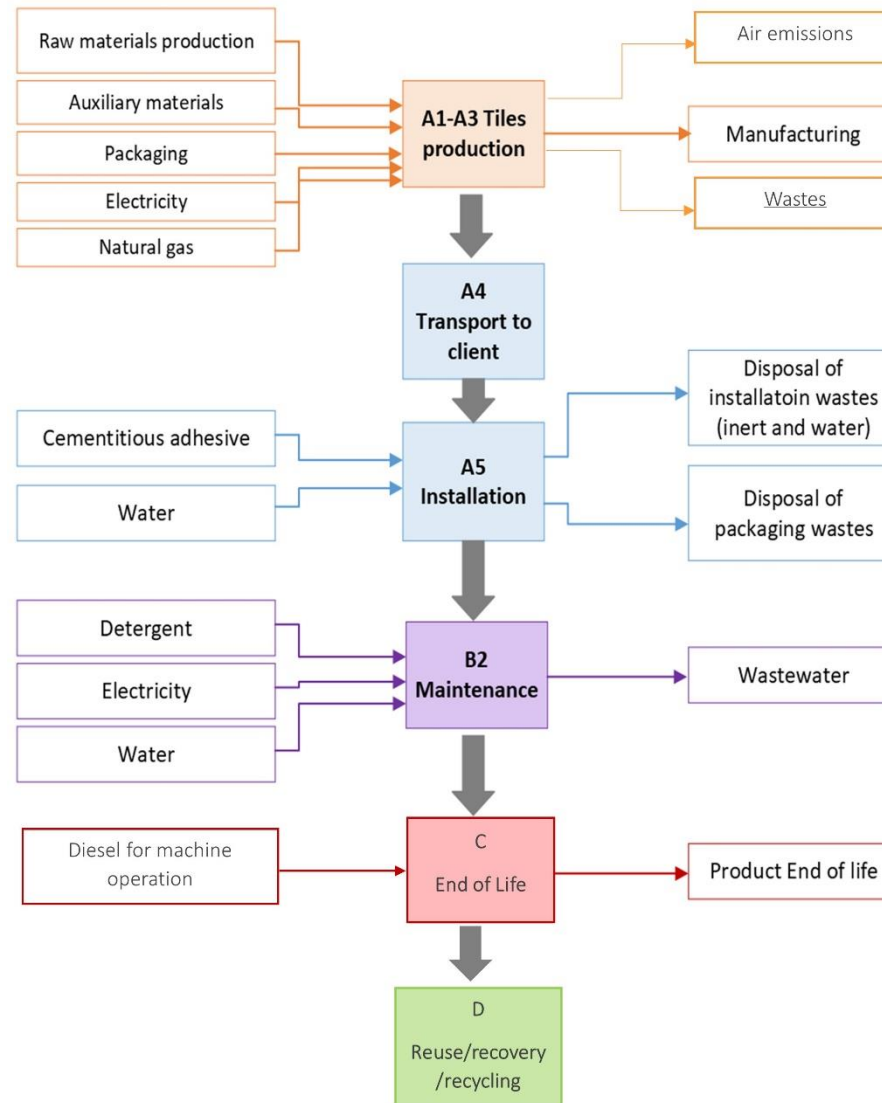 Raw materials production
Auxiliary materials
Packaging
Electricity
Natural gas
A1-A3 Tiles
production
Air emissions
Manufacturing
Wastes
A4
Transport to
client
Cementitious adhesive
Water
A5
Installation
Disposal of
installatoin wastes
(inert and water)
Disposal of
packaging wastes
Detergent
Electricity
Water
B2
Maintenance
Wastewater
Diesel for machine
operation
C
End of Life
Product End of life
D
Reuse/recovery
/recycling